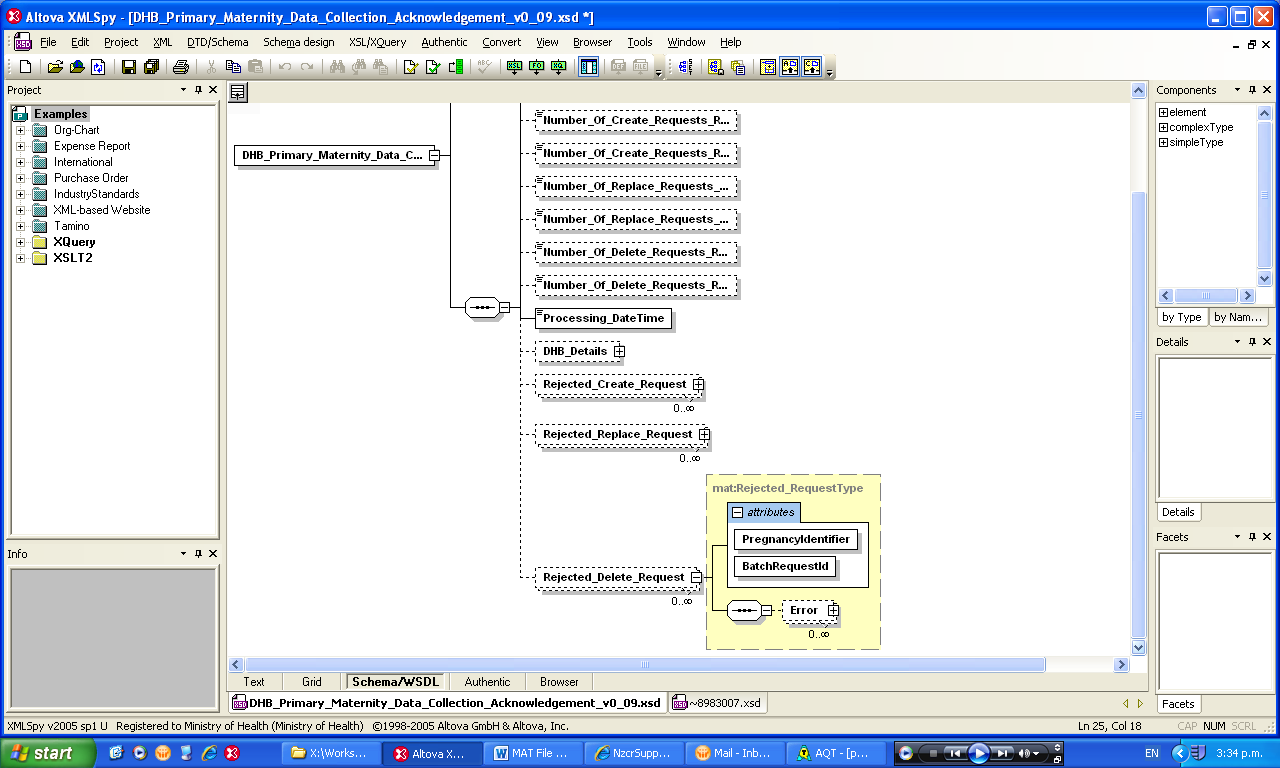 Altova XMLSpy - [DHB_Primary_Maternity_Data_Collection_Acknowledgement_v0_09.xsd *]
File Edit Project XML DTD/Schema Schema design XSL/XQuery Authentic Convert View Browser Tools Window Help
Project
Examples
Org-Chart
Expense Report
International
Purchase Order
IndustryStandards
XML-based Website
Tamino
XQuery
XSLT2
Info
DHB_Primary_Maternity_Data_C...
Number_Of_Create_Requests_R...
Number_Of_Create_Requests_R...
Number_Of_Replace_Requests_...
Number_Of_Replace_Requests_...
Number_Of_Delete_Requests_R...
Number_Of_Delete_Requests_R...
Processing_DateTime
DHB_Details
Rejected_Create_Request
0..∞
Rejected_Replace_Request
0..∞
mat:Rejected_RequestType
attributes
PregnancyIdentifier
BatchRequestId
Rejected_Delete_Request
0..∞
Error
0..∞
Components
element
complexType
simpleType
by Type by Nam...
Details
Details
Facets
Facets
Text Grid Schema/WSDL Authentic Browser
DHB_Primary_Maternity_Data_Collection_Acknowledgement_v0_09.xsd ~8083007.xsd
XMLSpy v2005 sp1 U Registered to Ministry of Health (Ministry of Health) ©1998-2005 Altova GmbH & Altova, Inc. Ln 25, Col 18 CAP NUM SCRL
start X:\Works... Altova X... MAT File ... NzcrSupp... Mail - Inb... AQT - [p... EN 3:34 p.m.